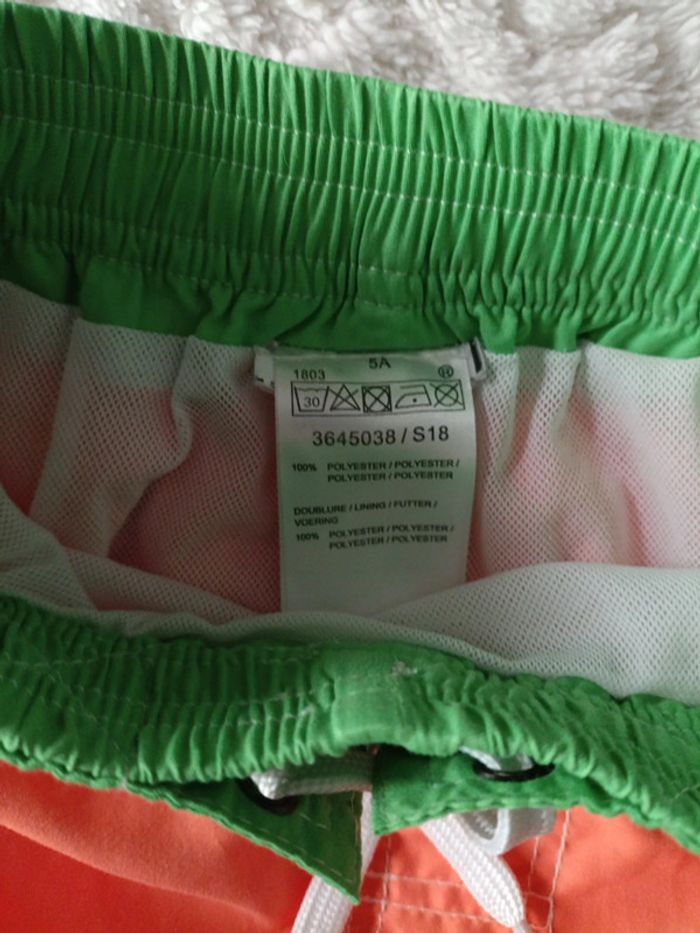 5A
1803 ®
30
3645038 / S18
100% POLYESTER / POLYESTER /
POLYESTER / POLYESTER
DOUBLURE / LINING / FUTTER /
VOERING
100% POLYESTER / POLYESTER /
POLYESTER / POLYESTER